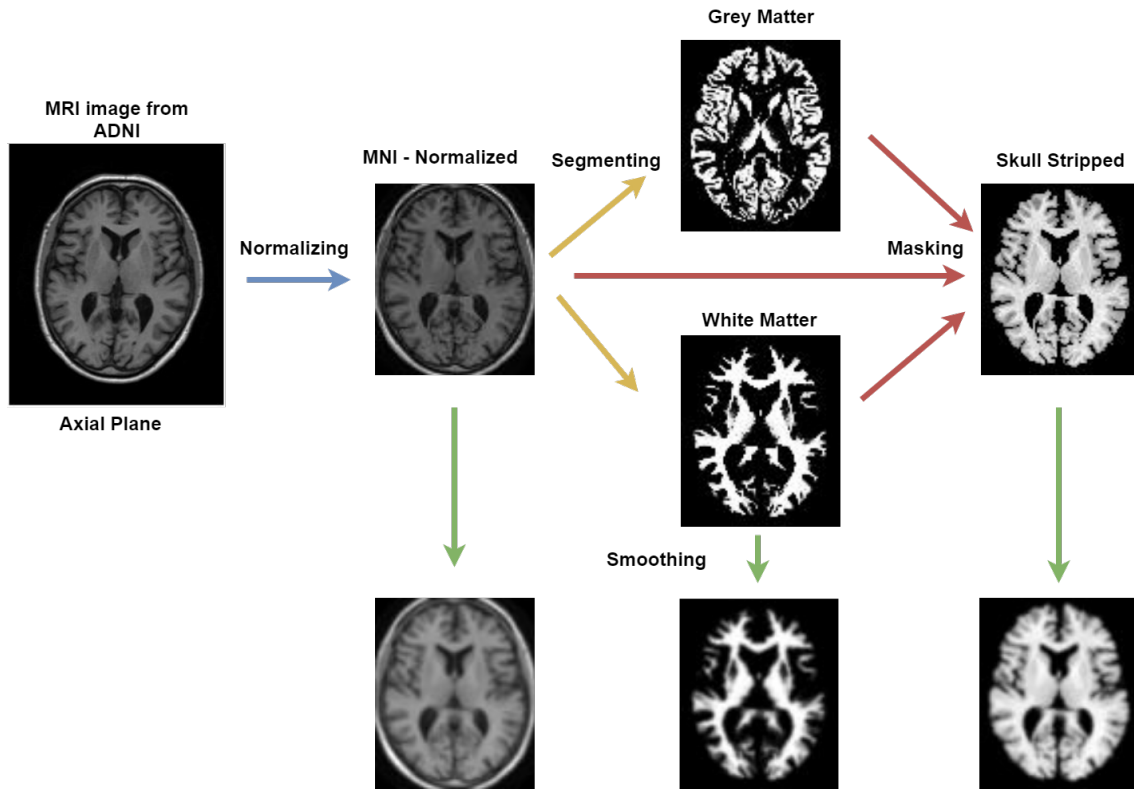 Grey Matter
MRI image from
ADNI
MNI - Normalized
Segmenting
Skull Stripped
Normalizing
Masking
White Matter
Axial Plane
Smoothing